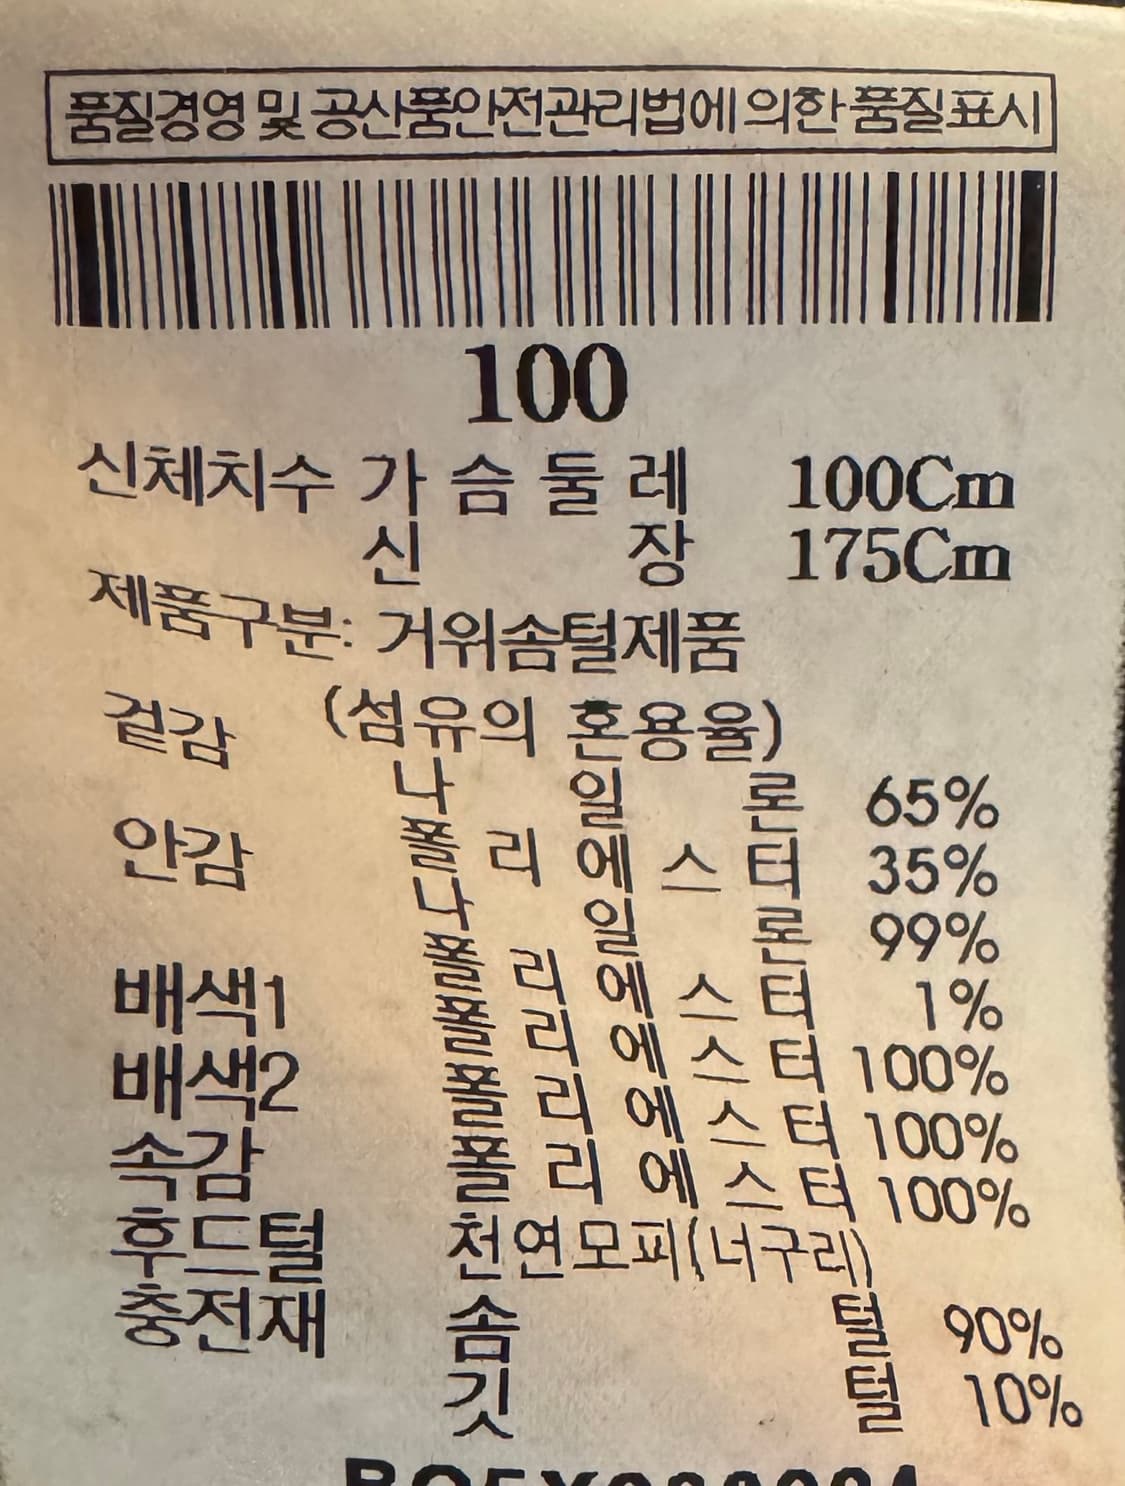 품질경영 및 공산품안전관리법에 의한 품질표시
100
신체치수 가슴둘레 100Cm
신장 175Cm
제품구분: 거위솜털제품
겉감 (섬유의 혼용율)
나일론 65%
폴리에스터 35%
안감 나일론 99%
폴리에스터 1%
배색1 폴리에스터 100%
배색2 폴리에스터 100%
속감 폴리에스터 100%
후드털 천연모피(너구리)
충전재 솜털 90%
깃털 10%